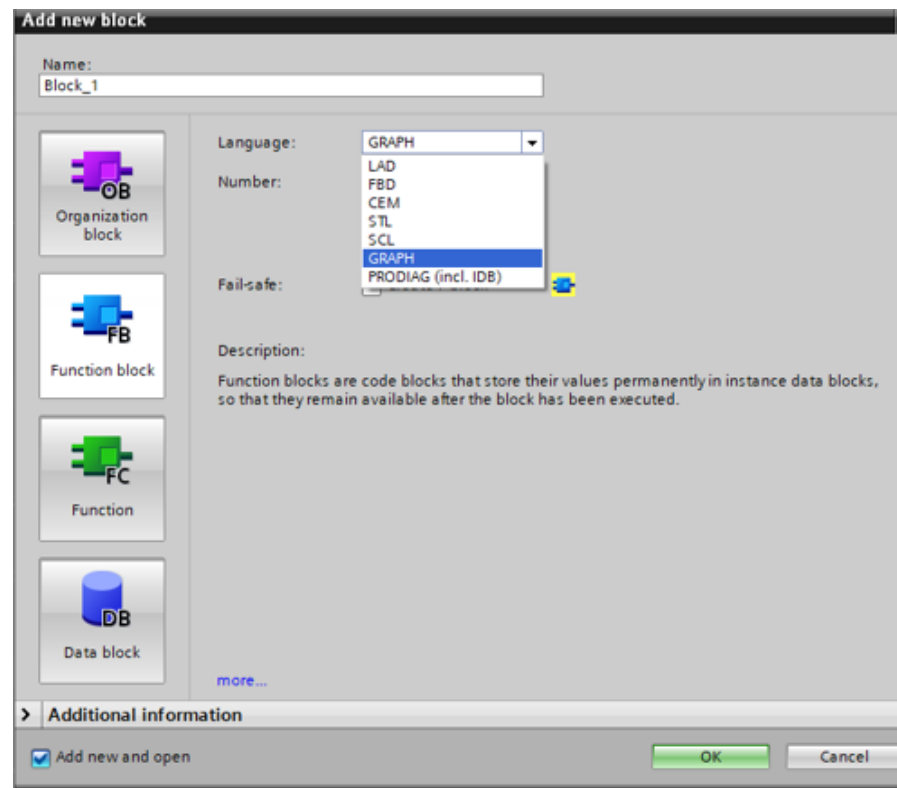 Add new block
Name:
Block_1
Language:
GRAPH
LAD
FBD
CEM
STL
SCL
GRAPH
PRODIAG (incl. IDB)
Number:
Fail-safe:
Description:
Function blocks are code blocks that store their values permanently in instance data blocks,
so that they remain available after the block has been executed.
OB
Organization
block
FB
Function block
FC
Function
DB
Data block
more...
Additional information
Add new and open
OK
Cancel